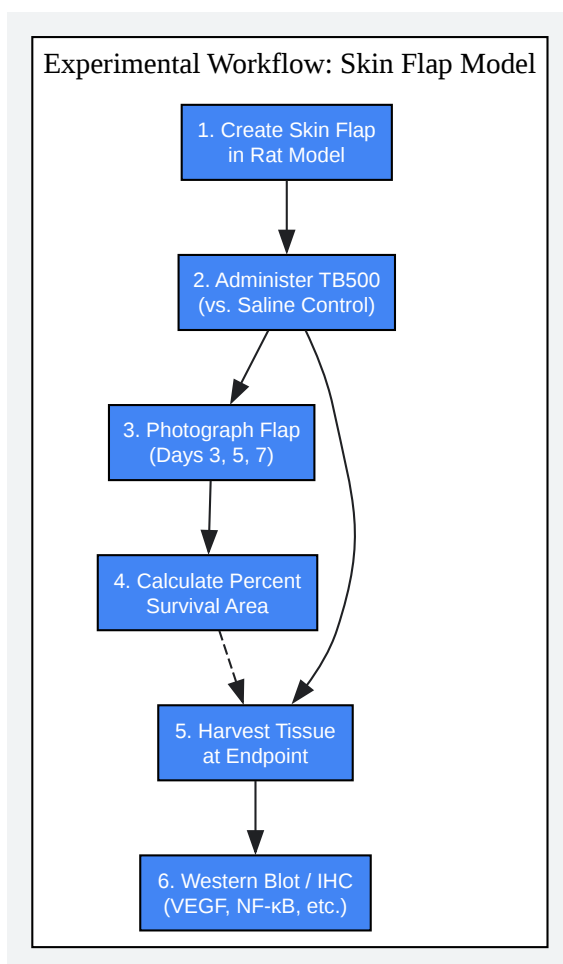 Experimental Workflow: Skin Flap Model
1. Create Skin Flap
in Rat Model
2. Administer TB500
(vs. Saline Control)
3. Photograph Flap
(Days 3, 5, 7)
4. Calculate Percent
Survival Area
5. Harvest Tissue
at Endpoint
6. Western Blot / IHC
(VEGF, NF-κB, etc.)